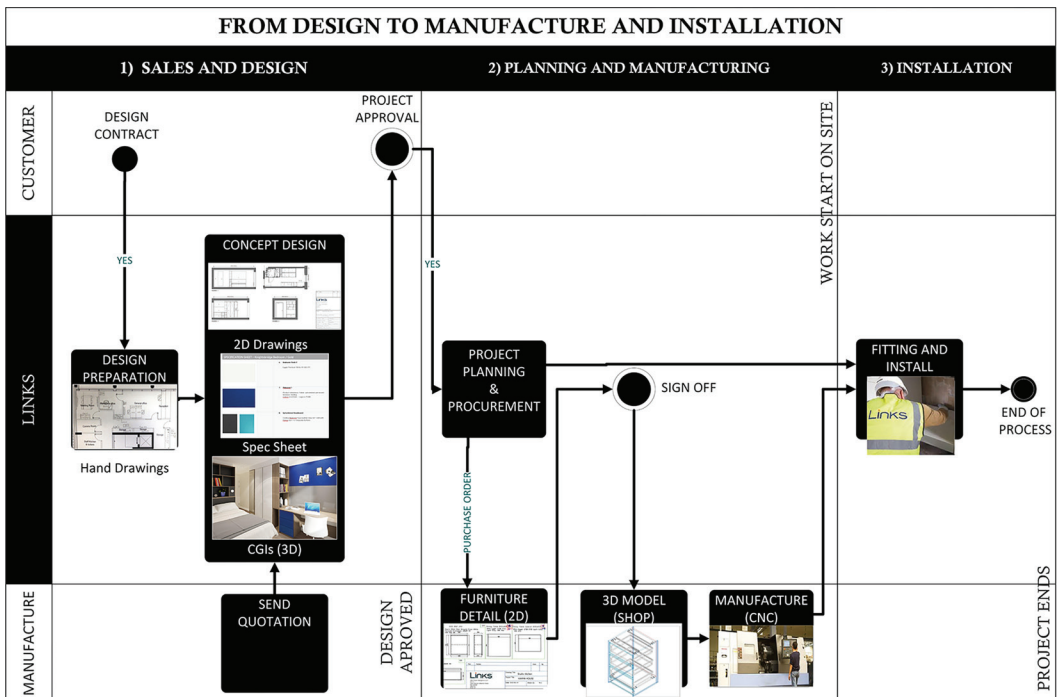 FROM DESIGN TO MANUFACTURE AND INSTALLATION
1) SALES AND DESIGN
2) PLANNING AND MANUFACTURING
3) INSTALLATION
CUSTOMER
DESIGN
CONTRACT
PROJECT
APPROVAL
WORK START ON SITE
LINKS
YES
DESIGN
PREPARATION
Hand Drawings
CONCEPT DESIGN
Links
2D Drawings
Spec Sheet
CGIs (3D)
YES
PROJECT
PLANNING
&
PROCUREMENT
SIGN OFF
PURCHASE ORDER
FITTING AND
INSTALL
Links
END OF
PROCESS
MANUFACTURE
SEND
QUOTATION
DESIGN
APROVED
FURNITURE
DETAIL (2D)
Links
3D MODEL
(SHOP)
MANUFACTURE
(CNC)
PROJECT ENDS